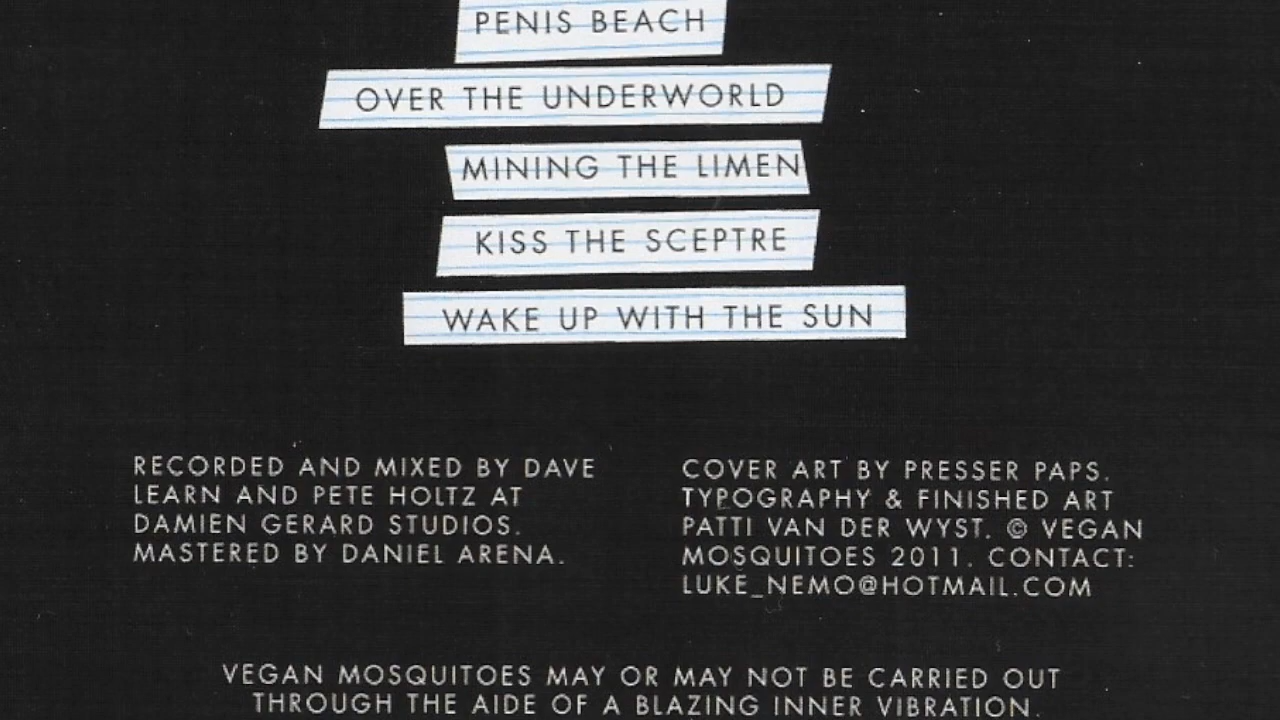 PENIS BEACH
OVER THE UNDERWORLD
MINING THE LIMEN
KISS THE SCEPTRE
WAKE UP WITH THE SUN
RECORDED AND MIXED BY DAVE
LEARN AND PETE HOLTZ AT
DAMIEN GERARD STUDIOS.
MASTERED BY DANIEL ARENA.
COVER ART BY PRESSER PAPS.
TYPOGRAPHY & FINISHED ART
PATTI VAN DER WYST. © VEGAN
MOSQUITOES 2011. CONTACT:
LUKE_NEMO@HOTMAIL.COM
VEGAN MOSQUITOES MAY OR MAY NOT BE CARRIED OUT
THROUGH THE AIDE OF A BLAZING INNER VIBRATION.